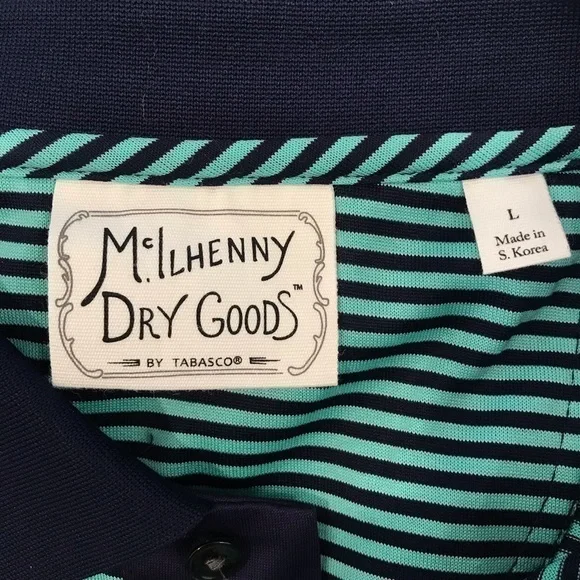 McILHENNY
DRY GOODS™
BY TABASCO®
L
Made in
S. Korea